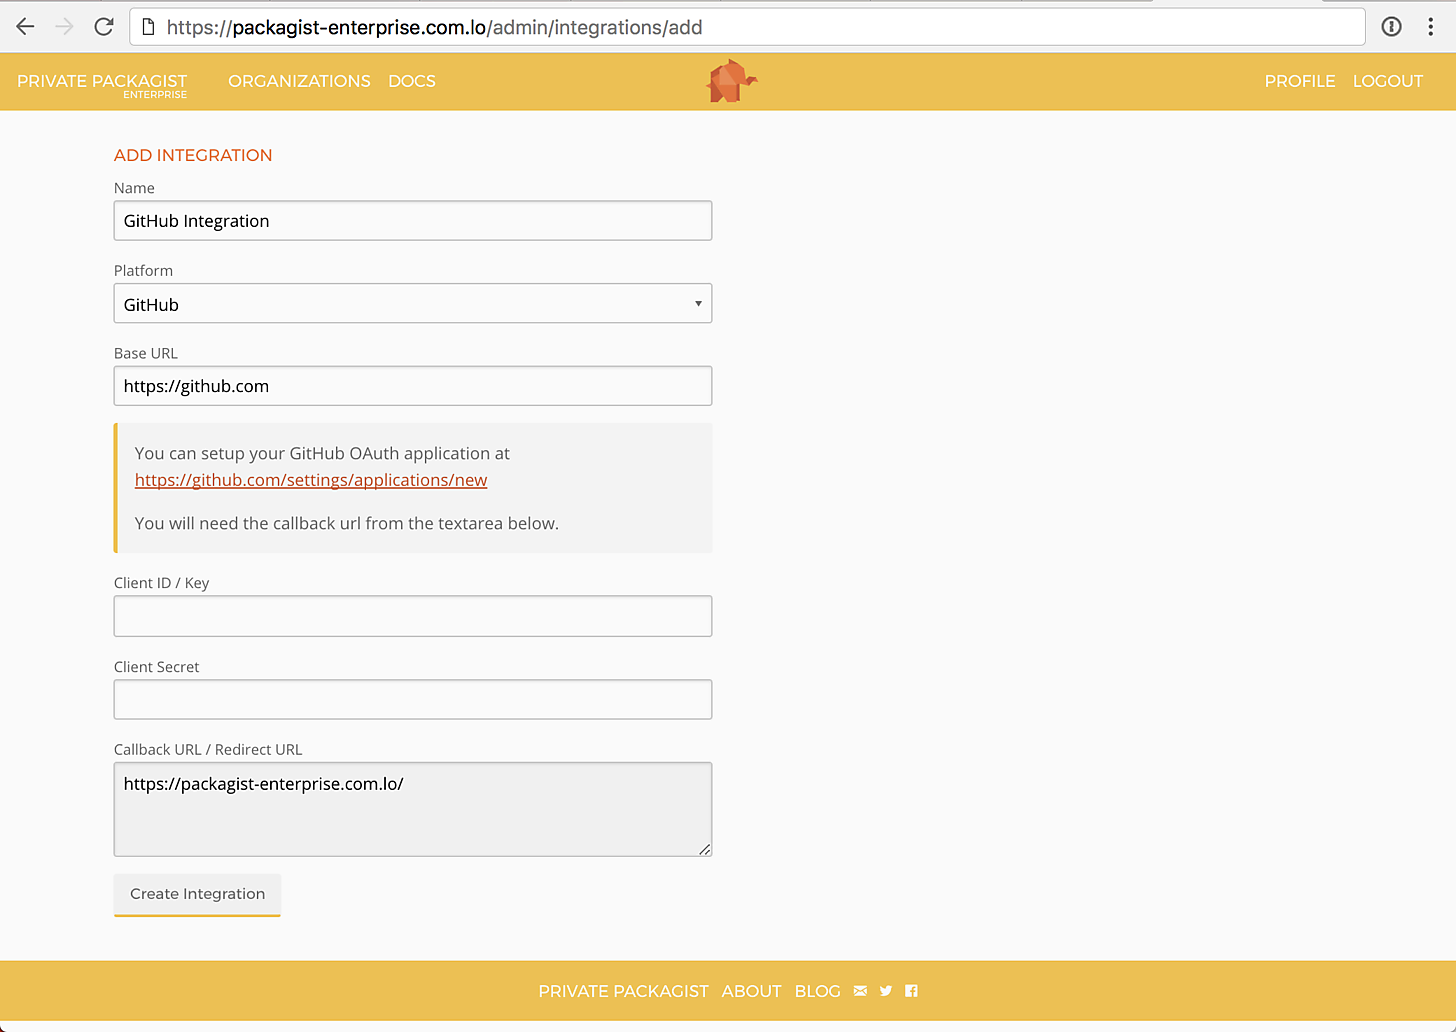 https://packagist-enterprise.com.lo/admin/integrations/add
PRIVATE PACKAGIST
ENTERPRISE
ORGANIZATIONS
DOCS
PROFILE
LOGOUT
ADD INTEGRATION
Name
GitHub Integration
Platform
GitHub
Base URL
https://github.com
You can setup your GitHub OAuth application at
https://github.com/settings/applications/new
You will need the callback url from the textarea below.
Client ID / Key
Client Secret
Callback URL / Redirect URL
https://packagist-enterprise.com.lo/
Create Integration
PRIVATE PACKAGIST ABOUT BLOG